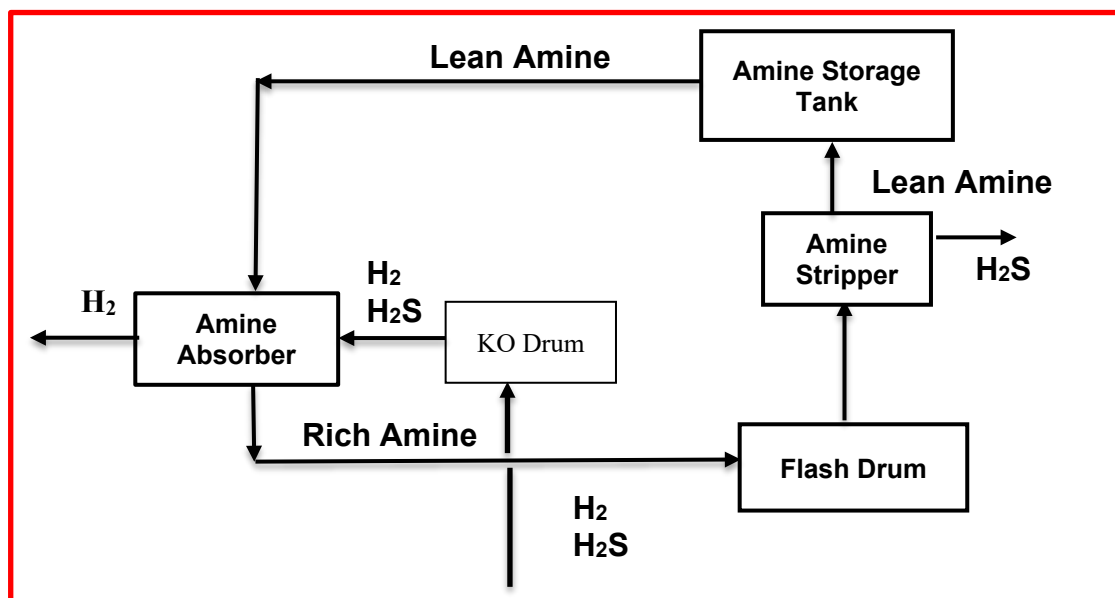 Lean Amine
Amine Storage
Tank
Lean Amine
Amine
Stripper
H₂S
H₂
H₂S
H₂
Amine
Absorber
KO Drum
Rich Amine
Flash Drum
H₂
H₂S